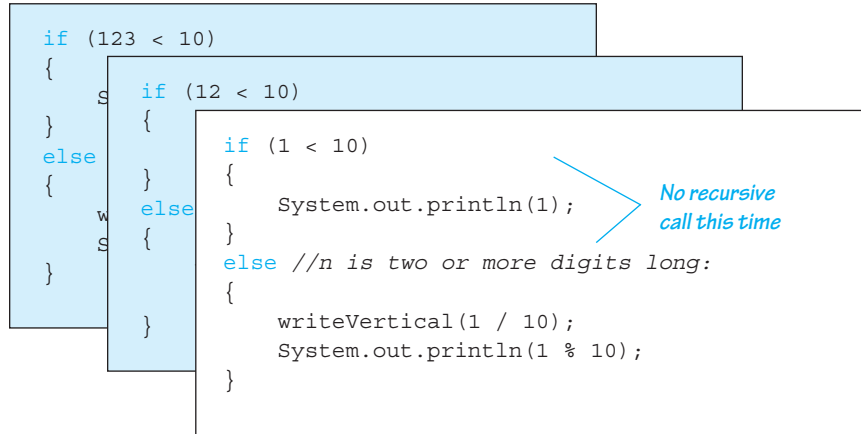 if (123 < 10)
{
S
}
else
{
w
S
}
if (12 < 10)
{
}
else
{
}
if (1 < 10)
{
System.out.println(1);
}
else //n is two or more digits long:
{
writeVertical(1 / 10);
System.out.println(1 % 10);
}
No recursive
call this time